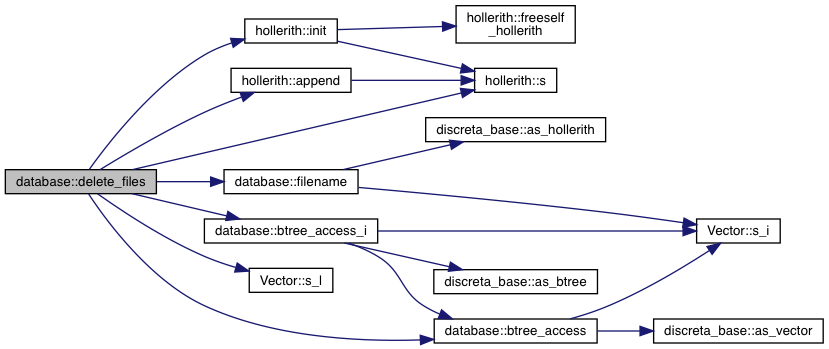 hollerith::init
hollerith::freeself
_hollerith
hollerith::append
hollerith::s
discreta_base::as_hollerith
database::delete_files
database::filename
database::btree_access_i
Vector::s_i
Vector::s_l
discreta_base::as_btree
database::btree_access
discreta_base::as_vector